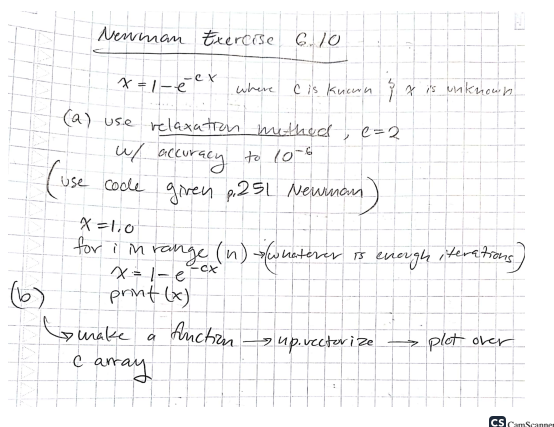 Newman Exercise 6.10
x = 1 - e^-cx where c is known & x is unknown
(a) use relaxation method, c = 2
w/ accuracy to 10^-6
(use code given p.251 Newman)
x = 1.0
for i in range (n) → (whatever is enough iterations)
x = 1 - e^-cx
print (x)
(b)
↳ make a function → np.vectorize → plot over
c array
CS CamScanner